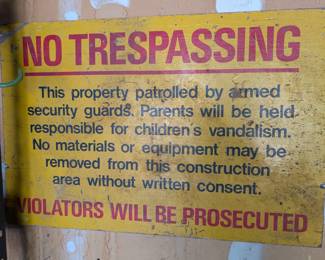 NO TRESPASSING
This property patrolled by armed
security guards. Parents will be held
responsible for children's vandalism.
No materials or equipment may be
removed from this construction
area without written consent.
VIOLATORS WILL BE PROSECUTED